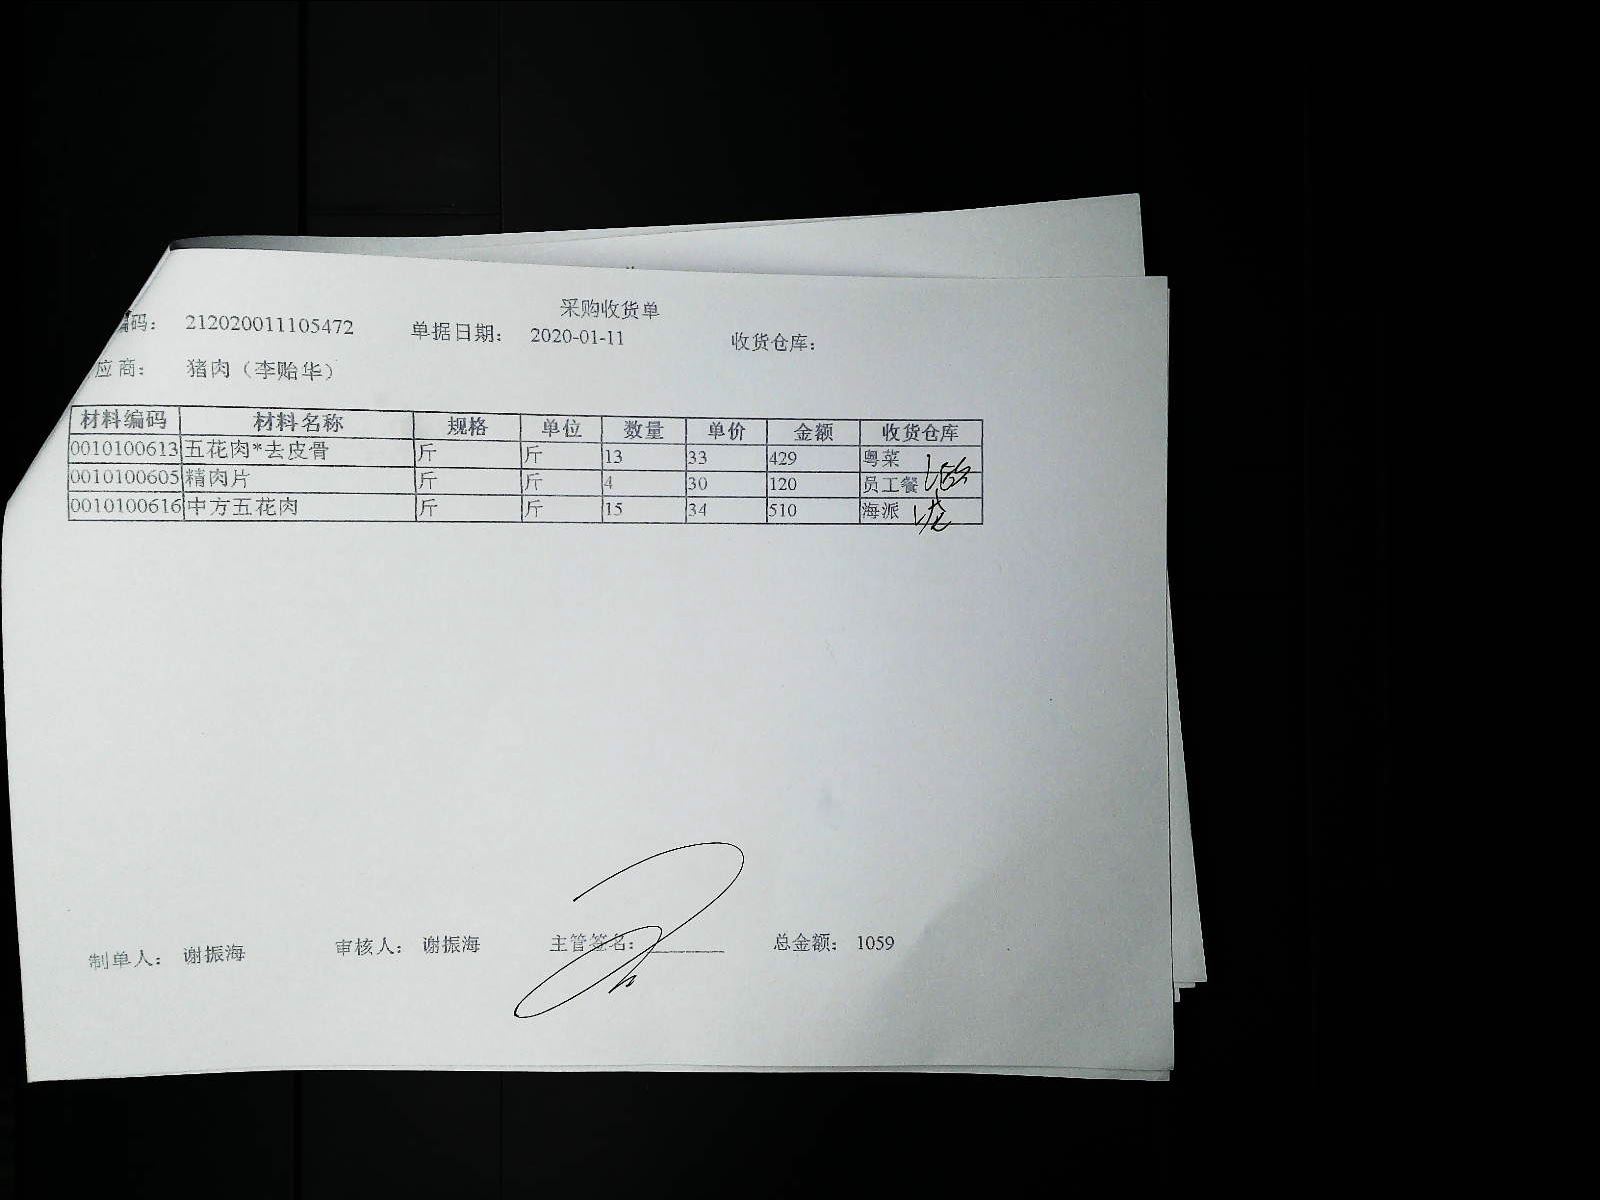 采购收货单
编码： 212020011105472 单据日期： 2020-01-11 收货仓库：
应商： 猪肉（李贻华）
材料编码 材料名称 规格 单位 数量 单价 金额 收货仓库
0010100613 五花肉*去皮骨 斤 斤 13 33 429 粤菜
0010100605 精肉片 斤 斤 4 30 120 员工餐
0010100616 中方五花肉 斤 斤 15 34 510 海派
制单人： 谢振海 审核人： 谢振海 主管签名： 总金额： 1059